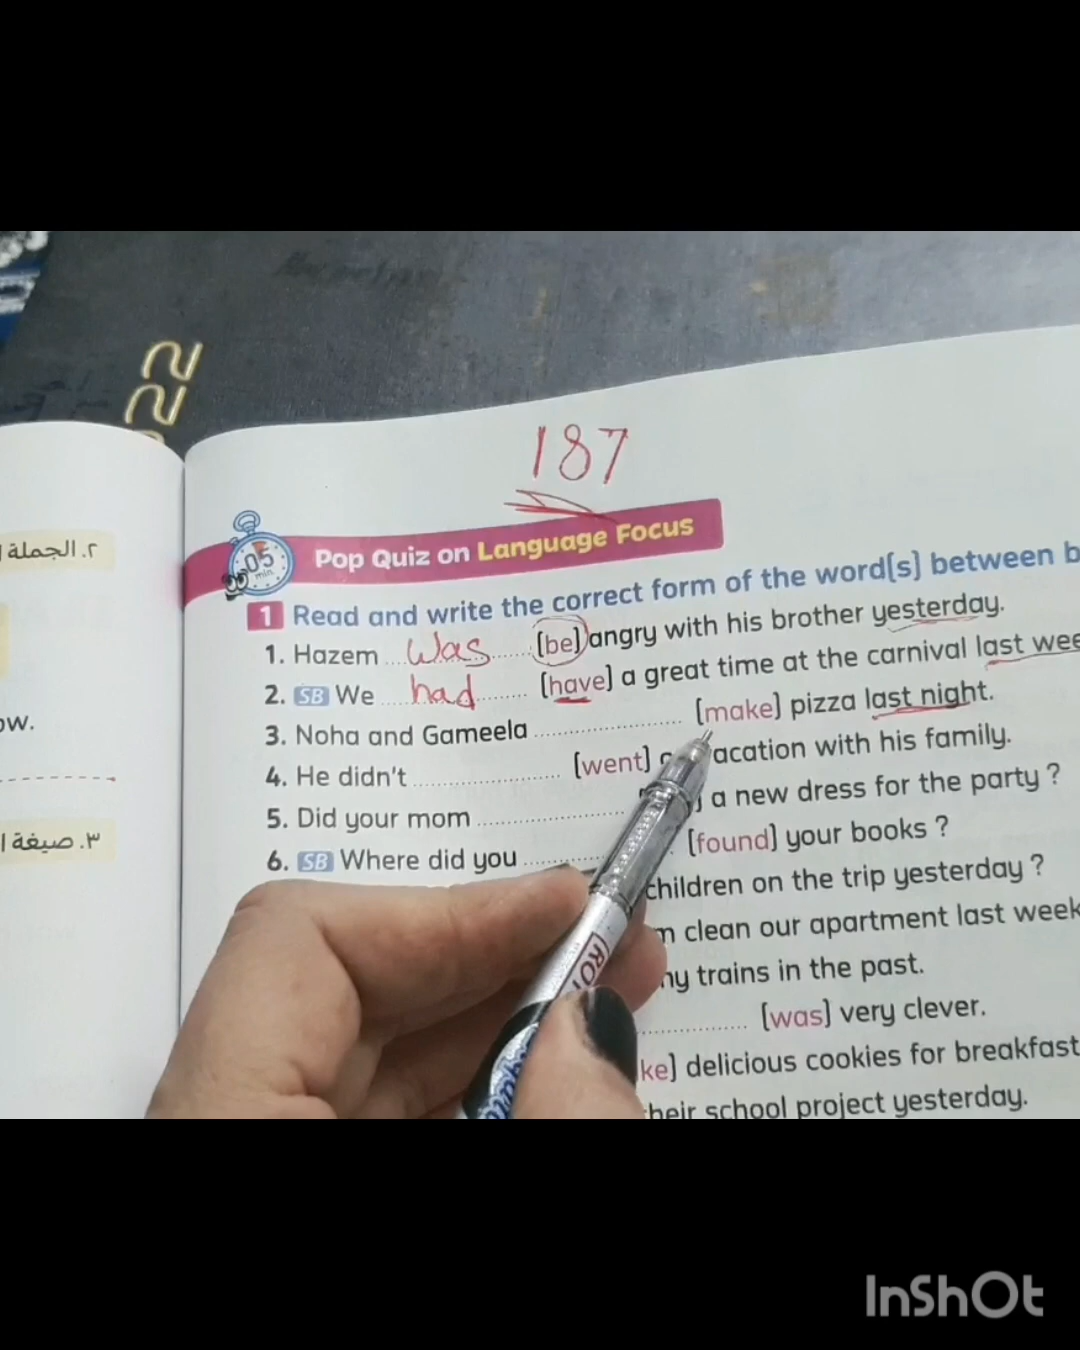 187
05
min
Pop Quiz on Language Focus
1 Read and write the correct form of the word(s) between
1. Hazem was (be) angry with his brother yesterday.
2. SB We had (have) a great time at the carnival last
3. Noha and Gameela (make) pizza last night.
4. He didn't (went) with his family.
5. Did your mom a new dress for the party ?
6. SB Where did you (found) your books ?
children on the trip yesterday ?
clean our apartment last week
trains in the past.
(was) very clever.
delicious cookies for breakfast
their school project yesterday.
٢. الجملة
ow.
٣. صيغة
InShOt